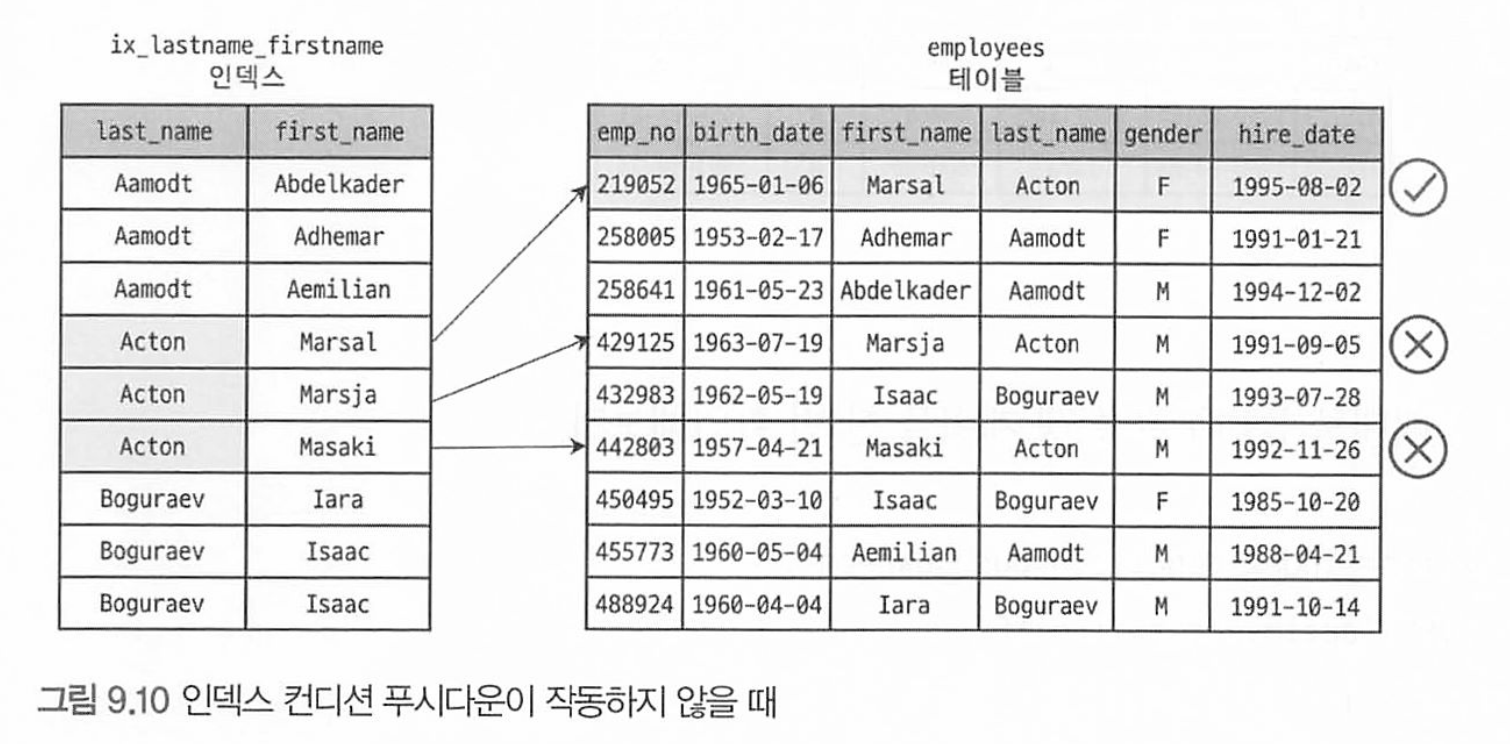 ix_lastname_firstname
인덱스
last_name first_name
Aamodt Abdelkader
Aamodt Adhemar
Aamodt Aemilian
Acton Marsal
Acton Marsja
Acton Masaki
Boguraev Iara
Boguraev Isaac
Boguraev Isaac
employees
테이블
emp_no birth_date first_name last_name gender hire_date
219052 1965-01-06 Marsal Acton F 1995-08-02
258005 1953-02-17 Adhemar Aamodt F 1991-01-21
258641 1961-05-23 Abdelkader Aamodt M 1994-12-02
429125 1963-07-19 Marsja Acton M 1991-09-05
432983 1962-05-19 Isaac Boguraev M 1993-07-28
442803 1957-04-21 Masaki Acton M 1992-11-26
450495 1952-03-10 Isaac Boguraev F 1985-10-20
455773 1960-05-04 Aemilian Aamodt M 1988-04-21
488924 1960-04-04 Iara Boguraev M 1991-10-14
그림 9.10 인덱스 컨디션 푸시다운이 작동하지 않을 때